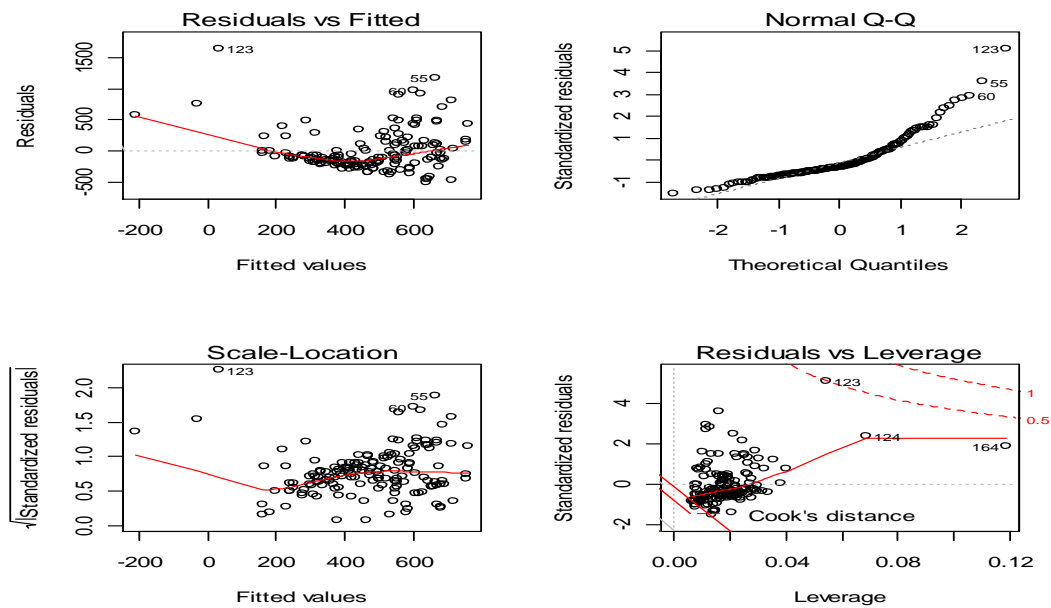 Residuals vs Fitted
Residuals
1500
500
0
-500
123
55
60
-200 0 200 400 600
Fitted values
Normal Q-Q
Standardized residuals
5
4
3
1
-1
123
55
60
-2 -1 0 1 2
Theoretical Quantiles
Scale-Location
√|Standardized residuals|
2.0
1.5
1.0
0.5
0.0
123
55
60
-200 0 200 400 600
Fitted values
Residuals vs Leverage
Standardized residuals
4
2
0
-2
123
1
0.5
124
164
Cook's distance
0.00 0.04 0.08 0.12
Leverage